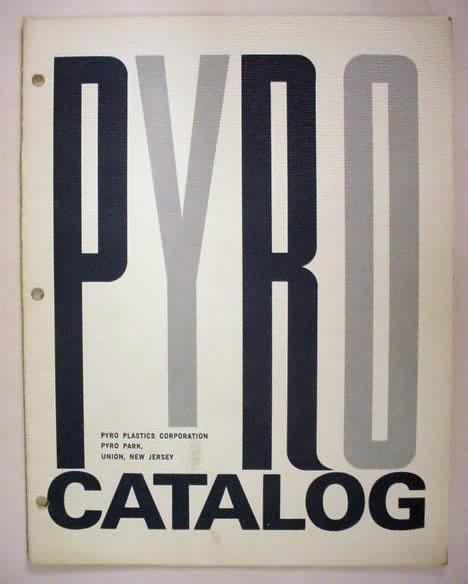 PYRO
PYRO PLASTICS CORPORATION
PYRO PARK,
UNION, NEW JERSEY
CATALOG